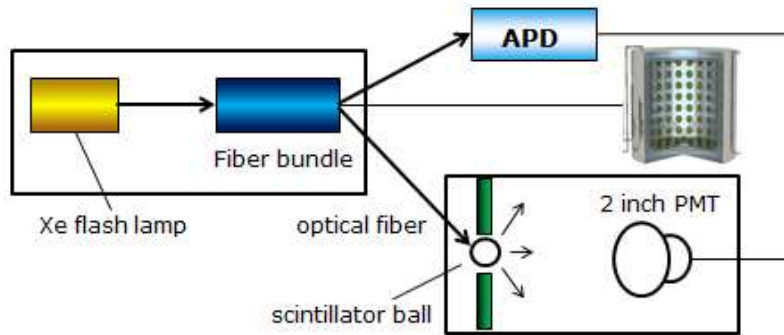 APD
Fiber bundle
Xe flash lamp
optical fiber
2 inch PMT
scintillator ball